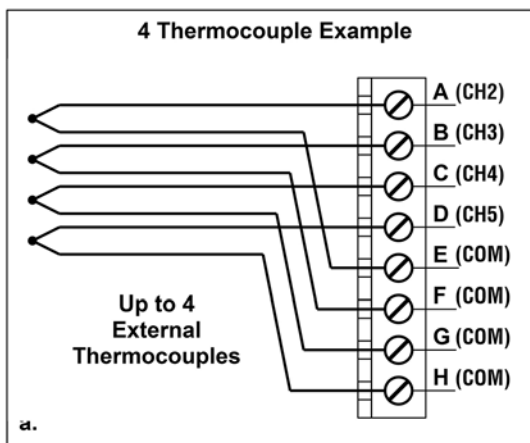 4 Thermocouple Example
A (CH2)
B (CH3)
C (CH4)
D (CH5)
E (COM)
F (COM)
G (COM)
H (COM)
Up to 4
External
Thermocouples
a.